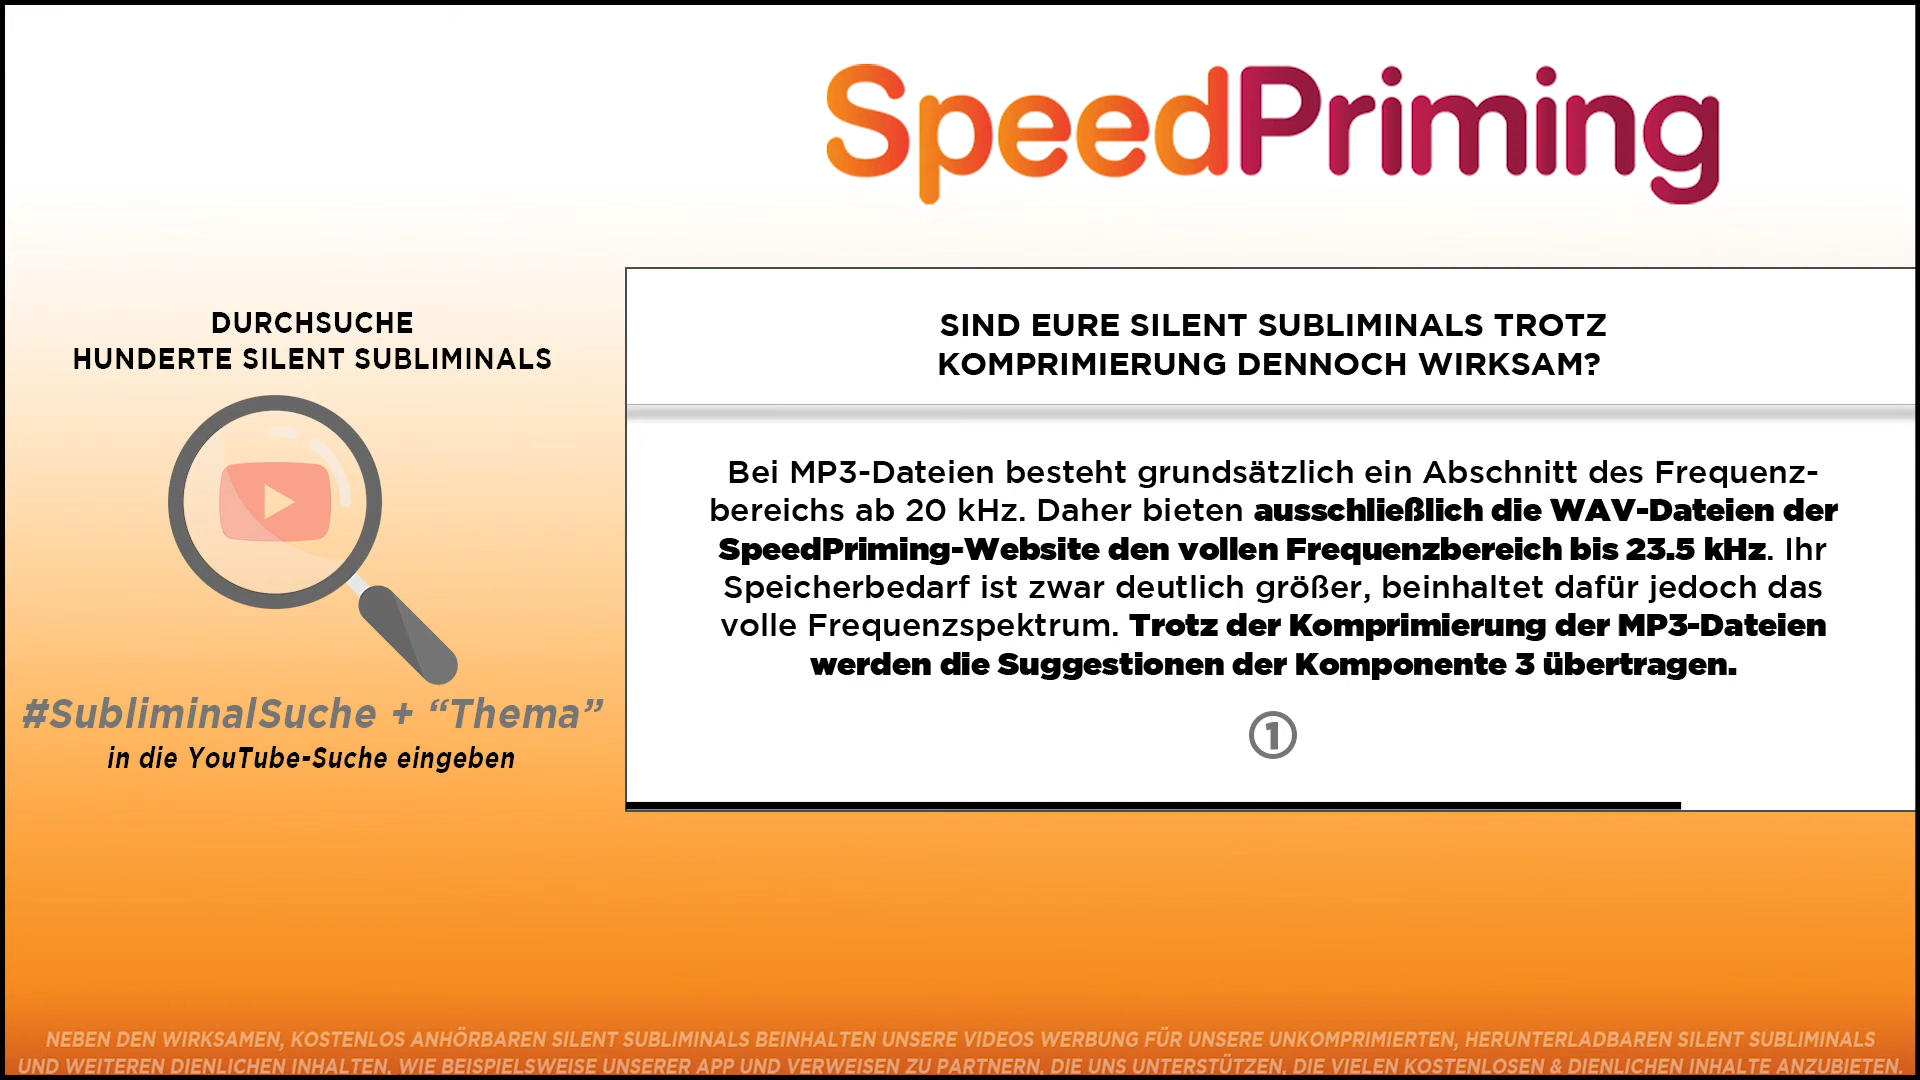 SpeedPriming
DURCHSUCHE
HUNDERTE SILENT SUBLIMINALS
#SubliminalSuche + “Thema”
in die YouTube-Suche eingeben
SIND EURE SILENT SUBLIMINALS TROTZ
KOMPRIMIERUNG DENNOCH WIRKSAM?
Bei MP3-Dateien besteht grundsätzlich ein Abschnitt des Frequenz-
bereichs ab 20 kHz. Daher bieten ausschließlich die WAV-Dateien der
SpeedPriming-Website den vollen Frequenzbereich bis 23.5 kHz. Ihr
Speicherbedarf ist zwar deutlich größer, beinhaltet dafür jedoch das
volle Frequenzspektrum. Trotz der Komprimierung der MP3-Dateien
werden die Suggestionen der Komponente 3 übertragen.
①
NEBEN DEN WIRKSAMEN, KOSTENLOS ANHÖRBAREN SILENT SUBLIMINALS BEINHALTEN UNSERE VIDEOS WERBUNG FÜR UNSERE UNKOMPRIMIERTEN, HERUNTERLADBAREN SILENT SUBLIMINALS
UND WEITEREN DIENLICHEN INHALTEN, WIE BEISPIELSWEISE UNSERER APP UND VERWEISEN ZU PARTNERN, DIE UNS UNTERSTÜTZEN, DIE VIELEN KOSTENLOSEN & DIENLICHEN INHALTE ANZUBIETEN.